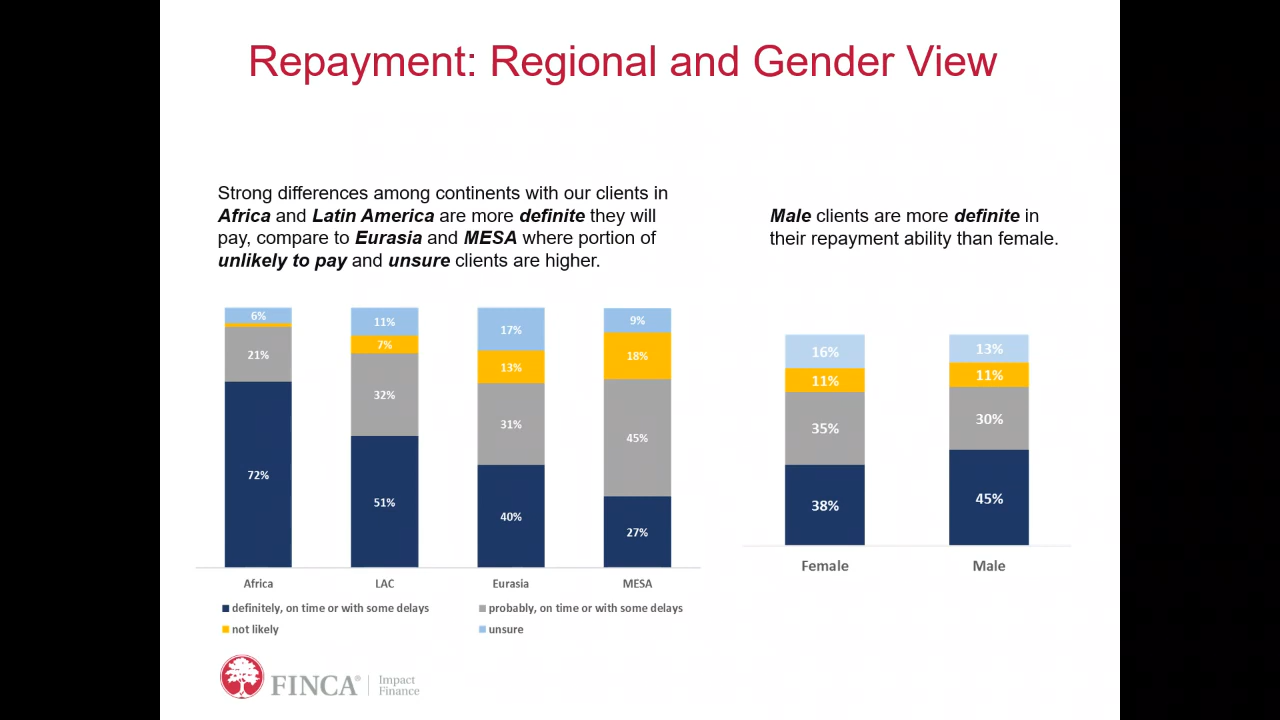 Repayment: Regional and Gender View
Strong differences among continents with our clients in
Africa and Latin America are more definite they will
pay, compare to Eurasia and MESA where portion of
unlikely to pay and unsure clients are higher.
Male clients are more definite in
their repayment ability than female.
6%
21%
72%
Africa
11%
7%
32%
51%
LAC
17%
13%
31%
40%
Eurasia
9%
18%
45%
27%
MESA
definitely, on time or with some delays
probably, on time or with some delays
not likely
unsure
16%
11%
35%
38%
Female
13%
11%
30%
45%
Male
FINCA®
Impact
Finance